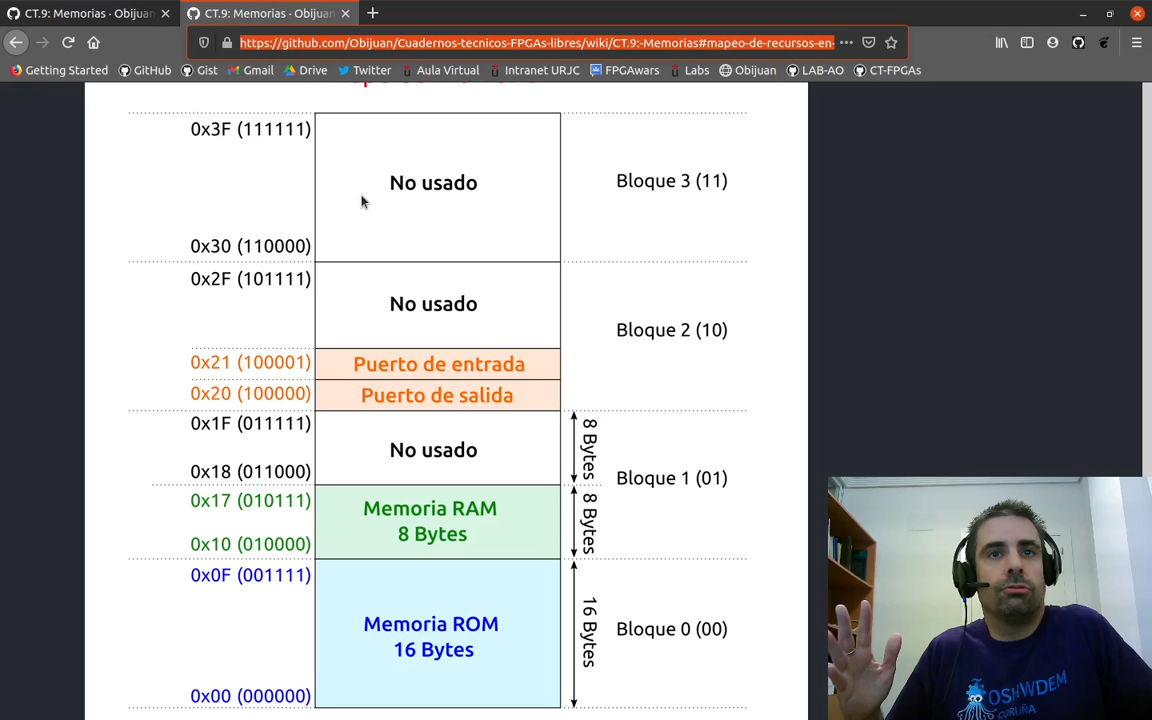 CT.9: Memorias · Obijuan
CT.9: Memorias · Obijuan
https://github.com/Obijuan/Cuadernos-tecnicos-FPGAs-libres/wiki/CT.9:-Memorias#mapeo-de-recursos-en-
Getting Started
GitHub
Gist
Gmail
Drive
Twitter
Aula Virtual
Intranet URJC
FPGAwars
Labs
Obijuan
LAB-AO
CT-FPGAs
0x3F (111111)
No usado
Bloque 3 (11)
0x30 (110000)
0x2F (101111)
No usado
Bloque 2 (10)
0x21 (100001)
Puerto de entrada
0x20 (100000)
Puerto de salida
0x1F (011111)
No usado
8 Bytes
Bloque 1 (01)
0x18 (011000)
0x17 (010111)
Memoria RAM
8 Bytes
8 Bytes
0x10 (010000)
0x0F (001111)
Memoria ROM
16 Bytes
16 Bytes
Bloque 0 (00)
0x00 (000000)
OSHWDEM
CORUÑA